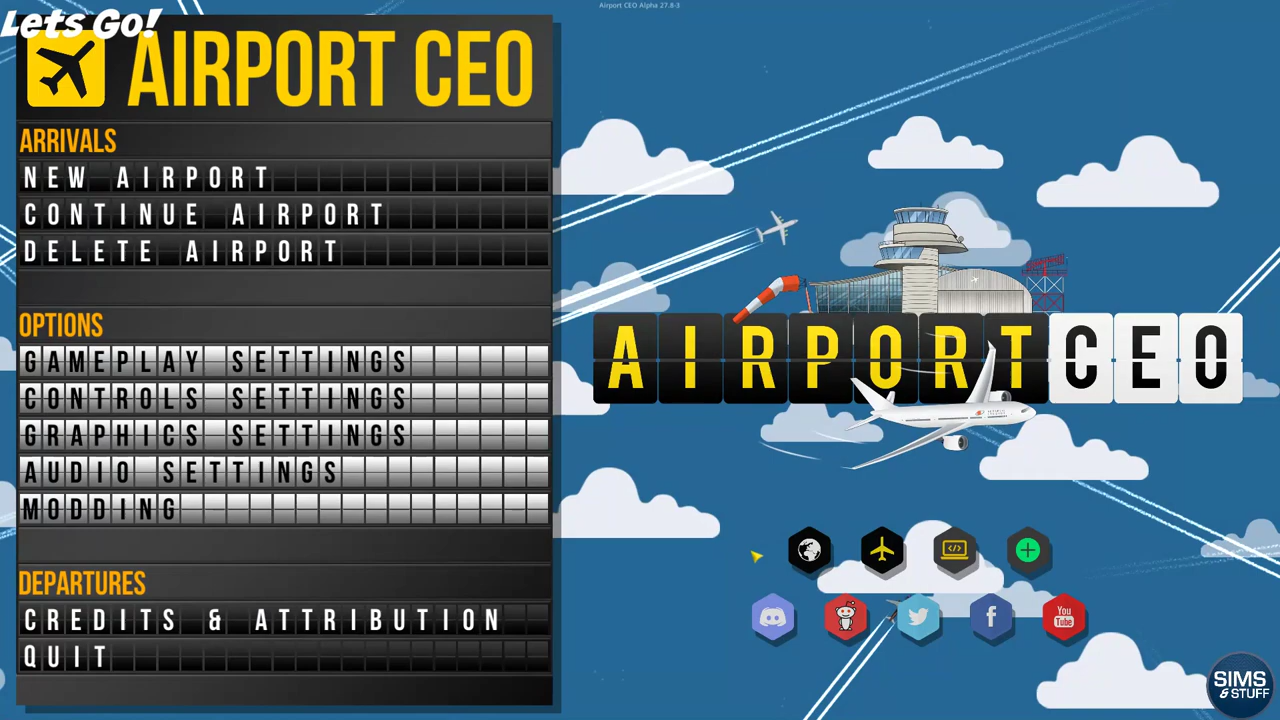 Airport CEO Alpha 27.8-3
Lets Go!
AIRPORT CEO
ARRIVALS
NEW AIRPORT
CONTINUE AIRPORT
DELETE AIRPORT
OPTIONS
GAMEPLAY SETTINGS
CONTROLS SETTINGS
GRAPHICS SETTINGS
AUDIO SETTINGS
MODDING
DEPARTURES
CREDITS & ATTRIBUTION
QUIT
AIRPORTCEO
You
Tube
SIMS
& STUFF